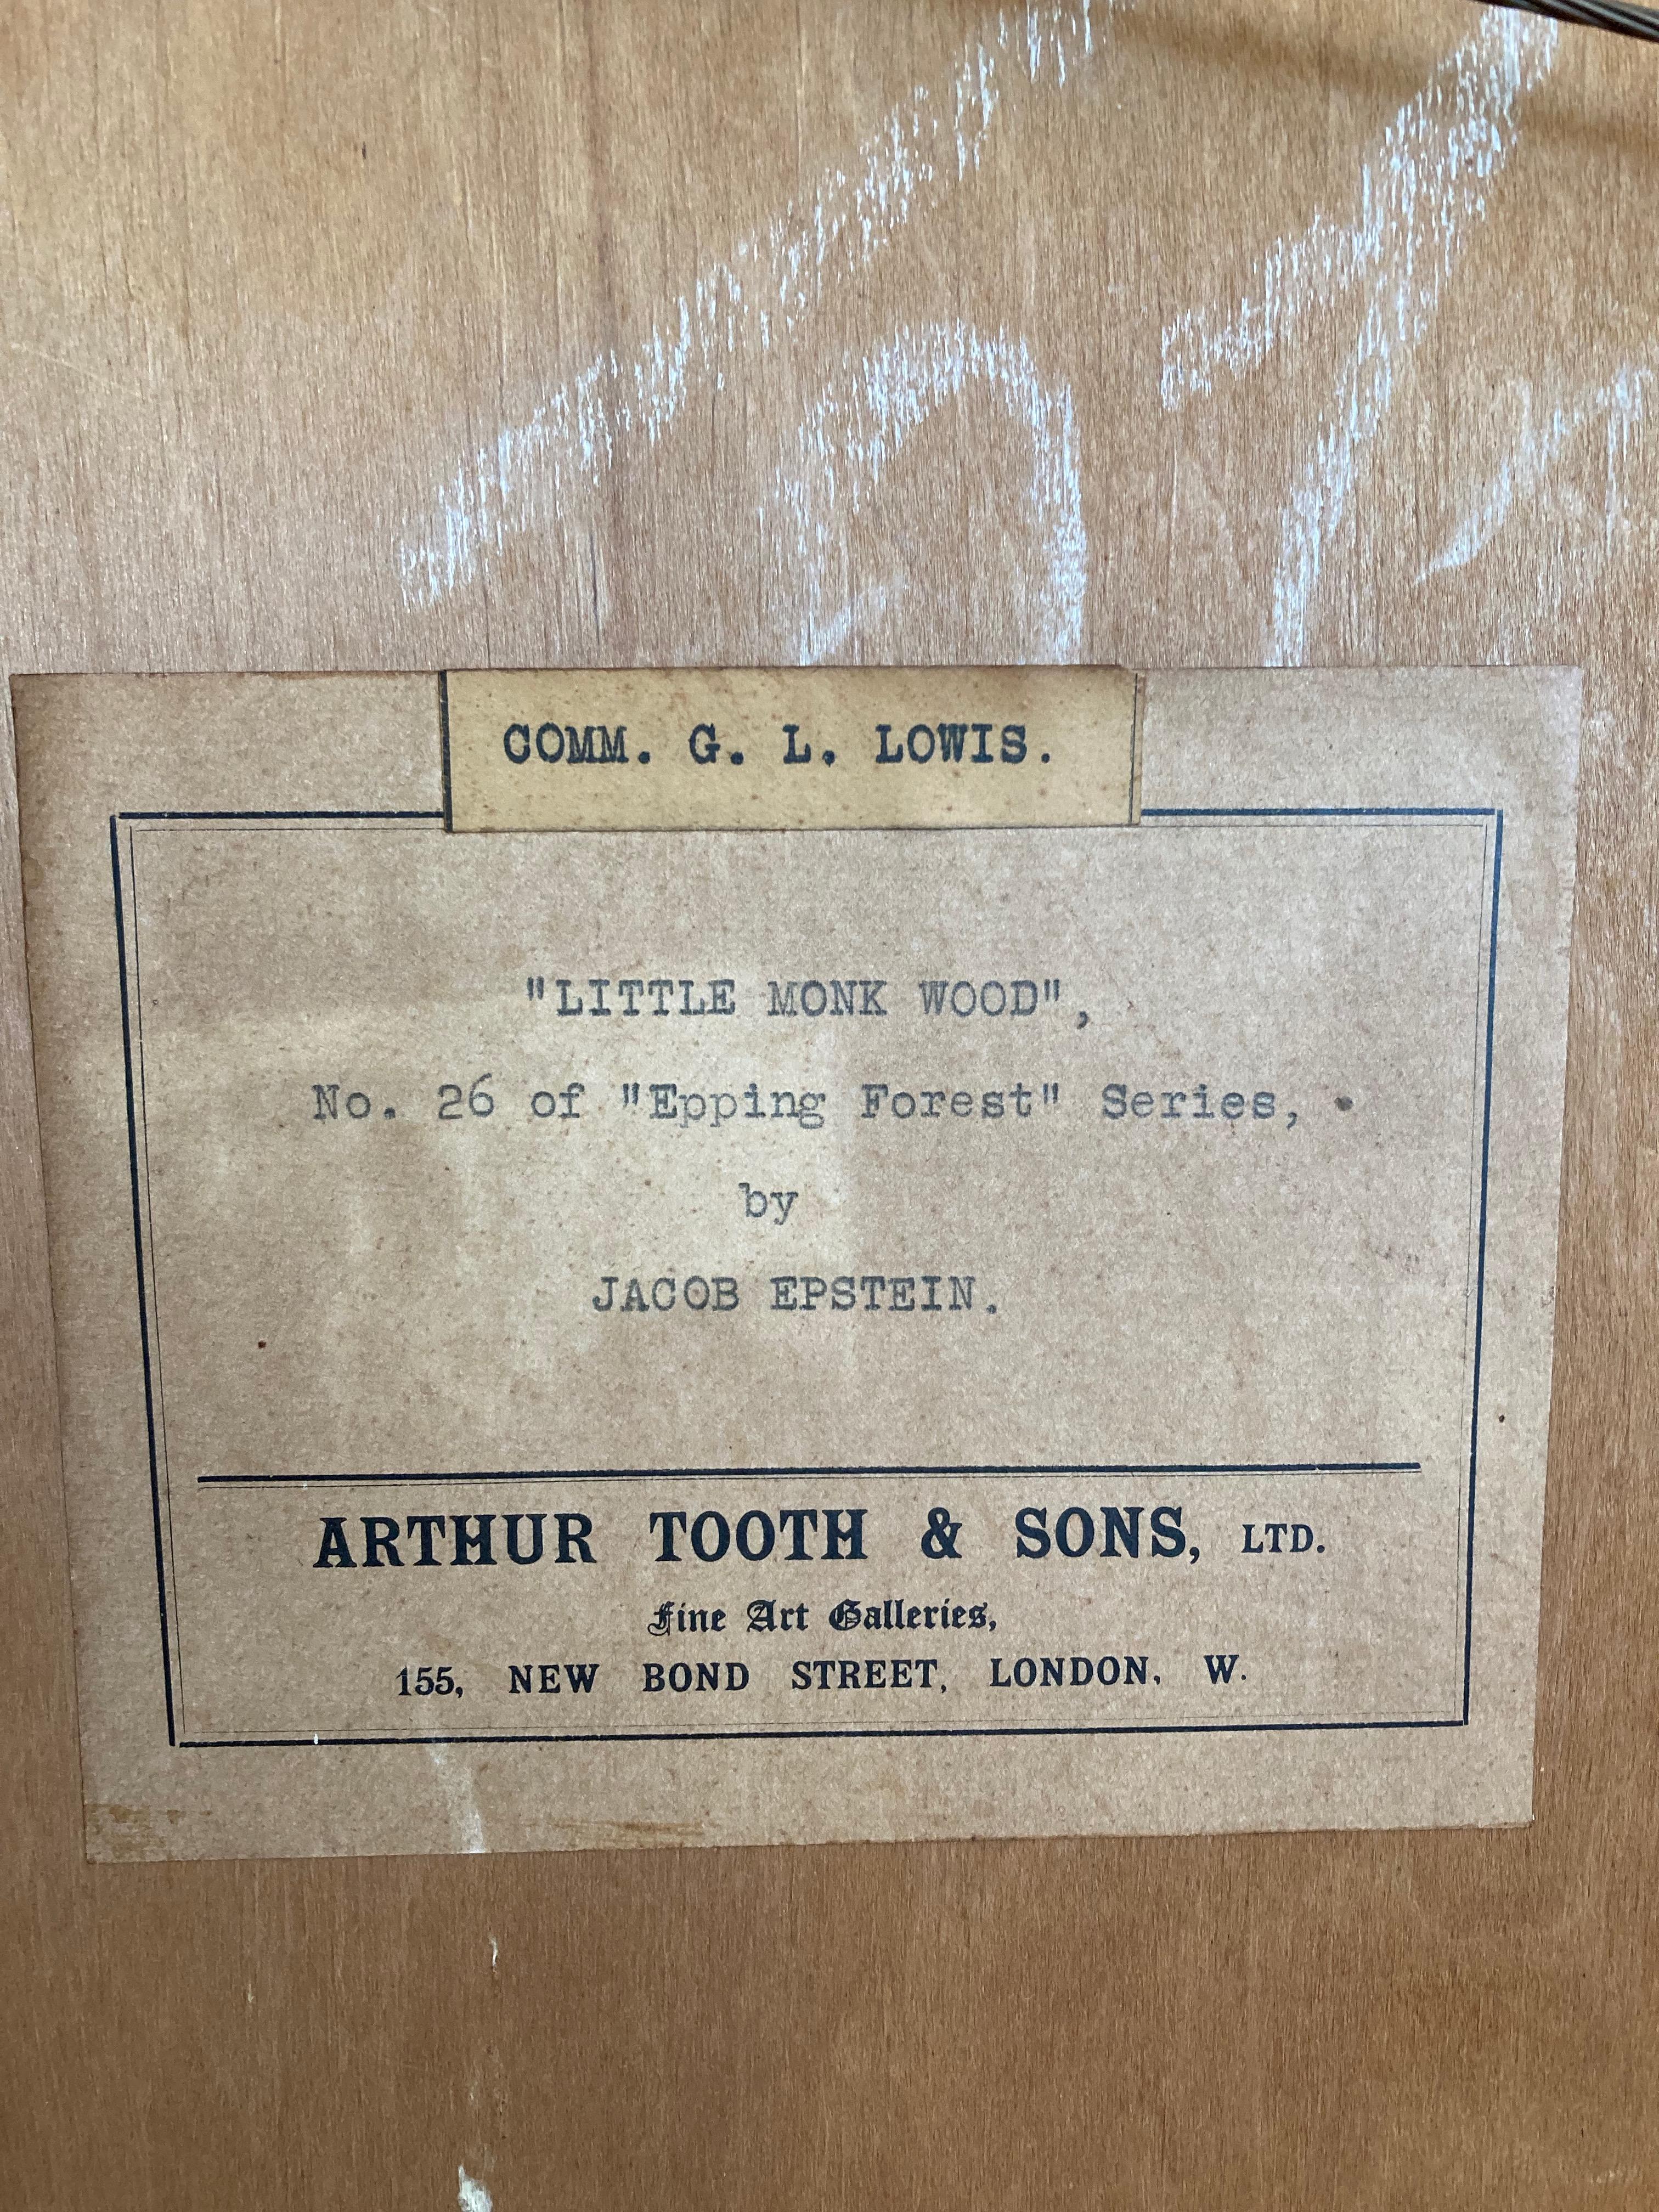 COMM. G. L. LOWIS.
"LITTLE MONK WOOD",
No. 26 of "Epping Forest" Series,
by
JACOB EPSTEIN.
ARTHUR TOOTH & SONS, LTD.
Fine Art Galleries,
155, NEW BOND STREET, LONDON, W.